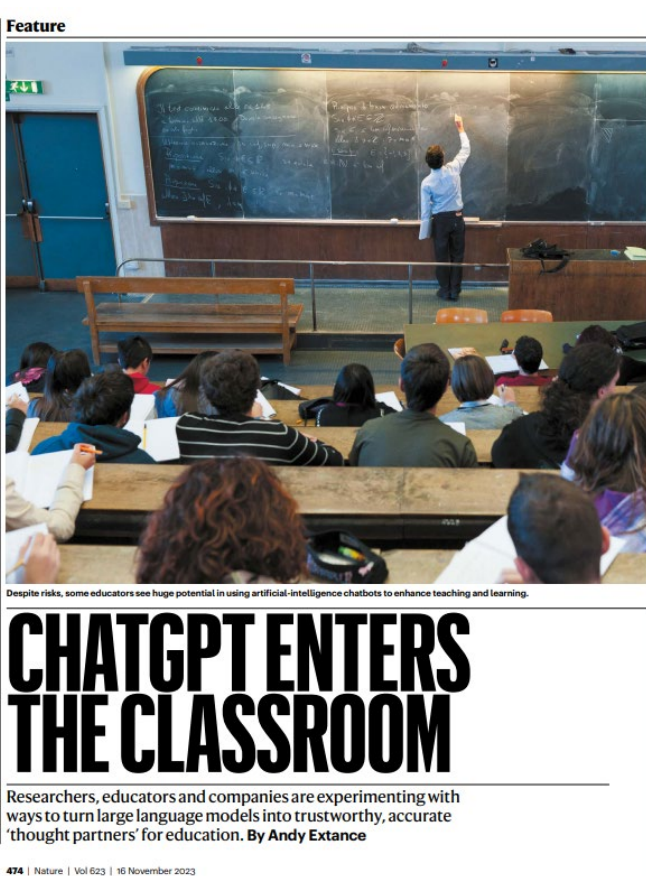 Feature
Despite risks, some educators see huge potential in using artificial-intelligence chatbots to enhance teaching and learning.
CHATGPT ENTERS
THE CLASSROOM
Researchers, educators and companies are experimenting with
ways to turn large language models into trustworthy, accurate
‘thought partners’ for education. By Andy Extance
474 | Nature | Vol 623 | 16 November 2023